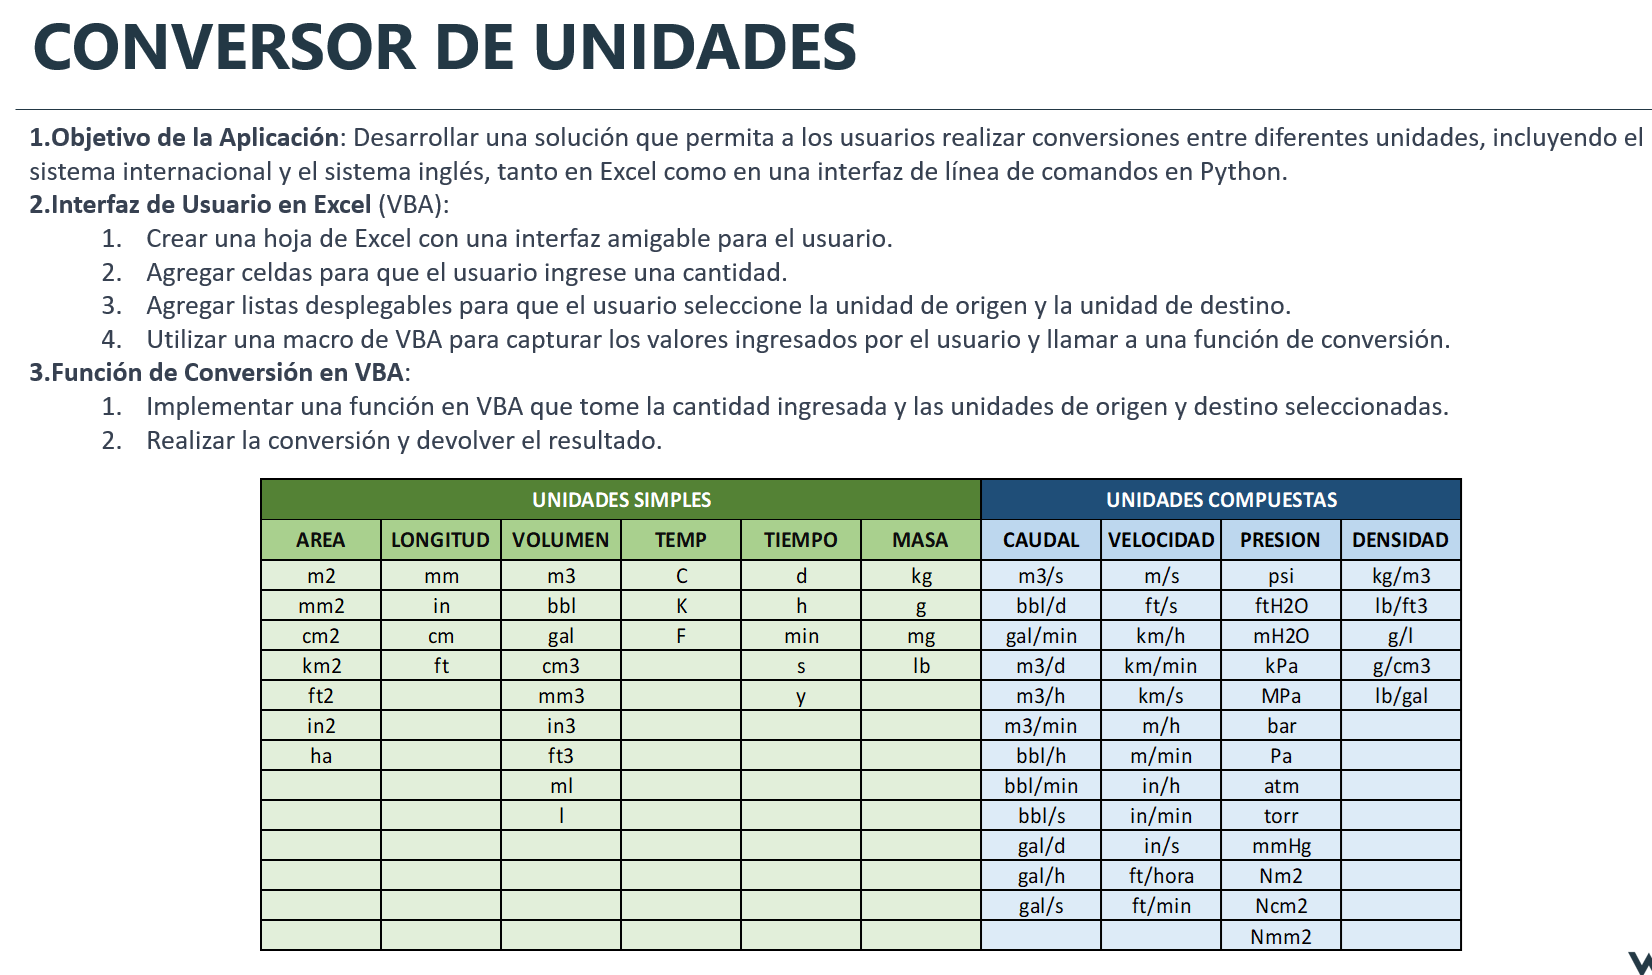 CONVERSOR DE UNIDADES
1.Objetivo de la Aplicación: Desarrollar una solución que permita a los usuarios realizar conversiones entre diferentes unidades, incluyendo el
sistema internacional y el sistema inglés, tanto en Excel como en una interfaz de línea de comandos en Python.
2.Interfaz de Usuario en Excel (VBA):
1. Crear una hoja de Excel con una interfaz amigable para el usuario.
2. Agregar celdas para que el usuario ingrese una cantidad.
3. Agregar listas desplegables para que el usuario seleccione la unidad de origen y la unidad de destino.
4. Utilizar una macro de VBA para capturar los valores ingresados por el usuario y llamar a una función de conversión.
3.Función de Conversión en VBA:
1. Implementar una función en VBA que tome la cantidad ingresada y las unidades de origen y destino seleccionadas.
2. Realizar la conversión y devolver el resultado.
UNIDADES SIMPLES UNIDADES COMPUESTAS
AREA LONGITUD VOLUMEN TEMP TIEMPO MASA CAUDAL VELOCIDAD PRESION DENSIDAD
m2 mm m3 C d kg m3/s m/s psi kg/m3
mm2 in bbl K h g bbl/d ft/s ftH2O lb/ft3
cm2 cm gal F min mg gal/min km/h mH2O g/l
km2 ft cm3 s lb m3/d km/min kPa g/cm3
ft2 mm3 y m3/h km/s MPa lb/gal
in2 in3 m3/min m/h bar
ha ft3 bbl/h m/min Pa
ml bbl/min in/h atm
l bbl/s in/min torr
gal/d in/s mmHg
gal/h ft/hora Nm2
gal/s ft/min Ncm2
Nmm2